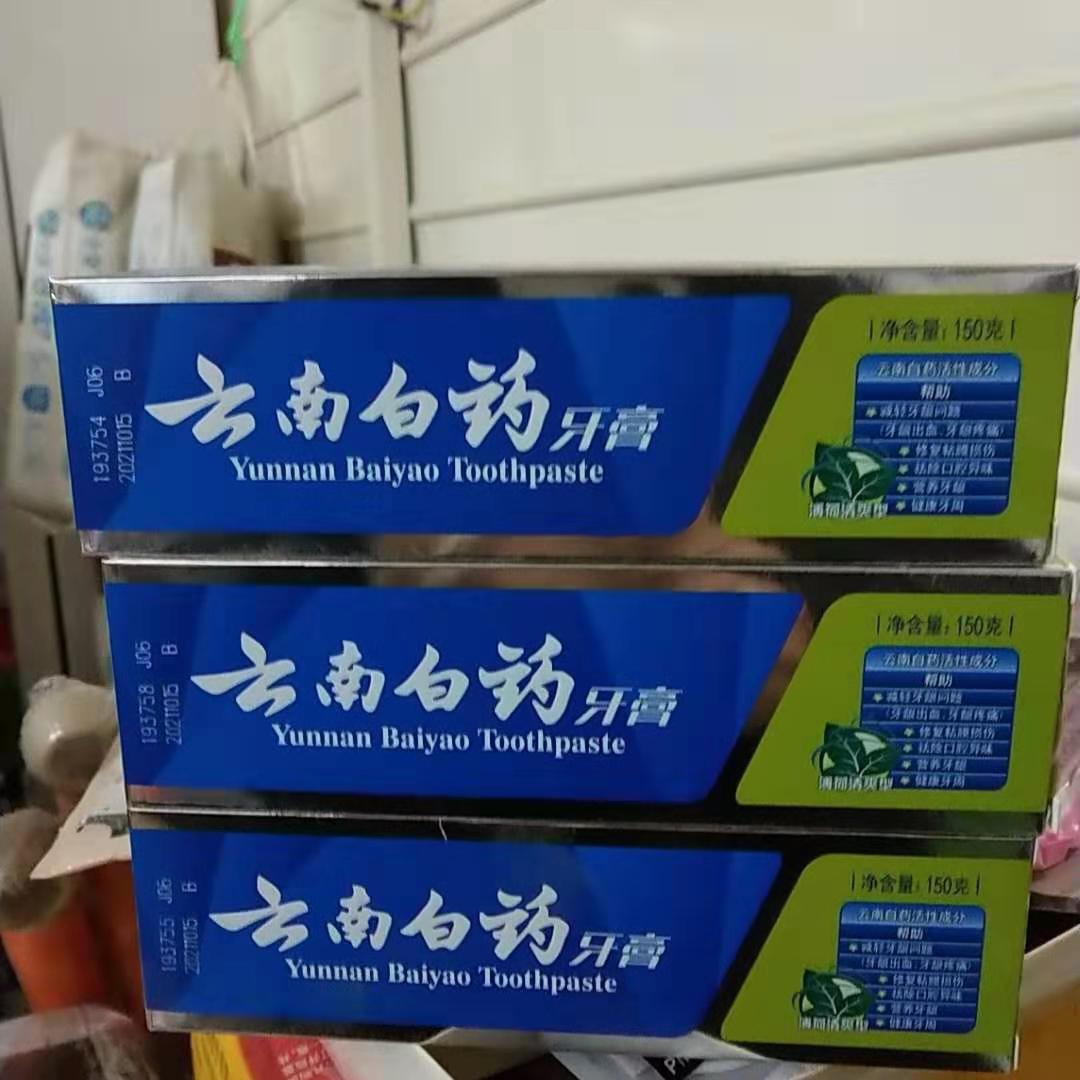 193754 J06
20211015 B
云南白药牙膏
Yunnan Baiyao Toothpaste
净含量：150克
云南白药活性成分
帮助
减轻牙龈问题
(牙龈出血、牙龈疼痛)
修复粘膜损伤
祛除口腔异味
营养牙龈
健康牙周
薄荷清爽型
193758 J06
20211015 B
云南白药牙膏
Yunnan Baiyao Toothpaste
净含量：150克
云南白药活性成分
帮助
减轻牙龈问题
(牙龈出血、牙龈疼痛)
修复粘膜损伤
祛除口腔异味
营养牙龈
健康牙周
薄荷清爽型
193755 J06
20211015 B
云南白药牙膏
Yunnan Baiyao Toothpaste
净含量：150克
云南白药活性成分
帮助
减轻牙龈问题
(牙龈出血、牙龈疼痛)
修复粘膜损伤
祛除口腔异味
营养牙龈
健康牙周
薄荷清爽型